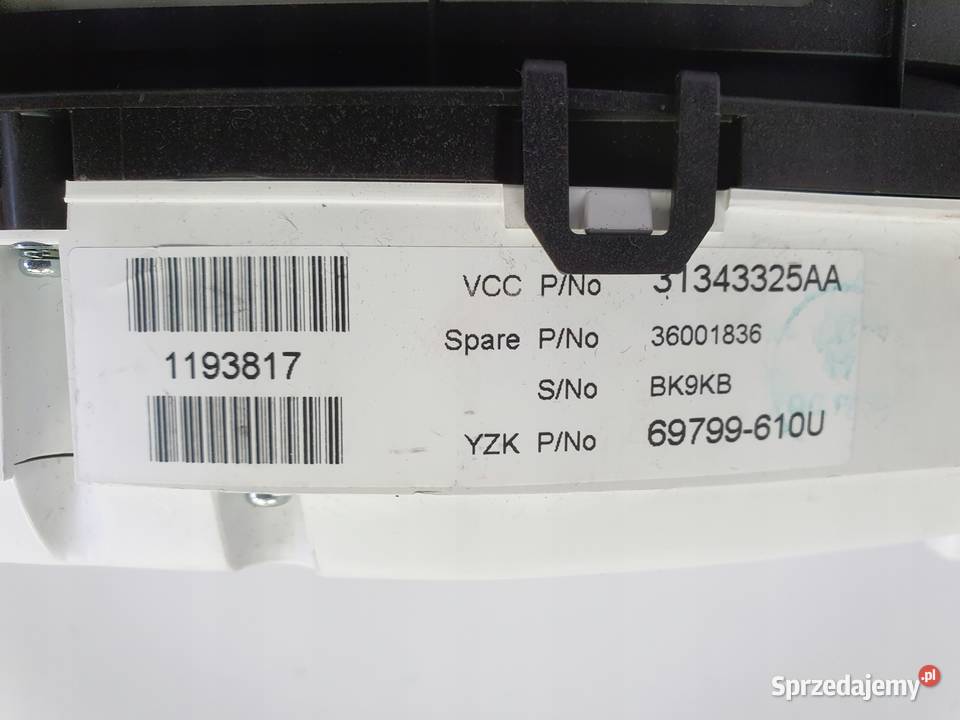 VCC P/No 31343325AA
Spare P/No 36001836
1193817
S/No BK9KB
YZK P/No 69799-610U
Sprzedajemy.pl